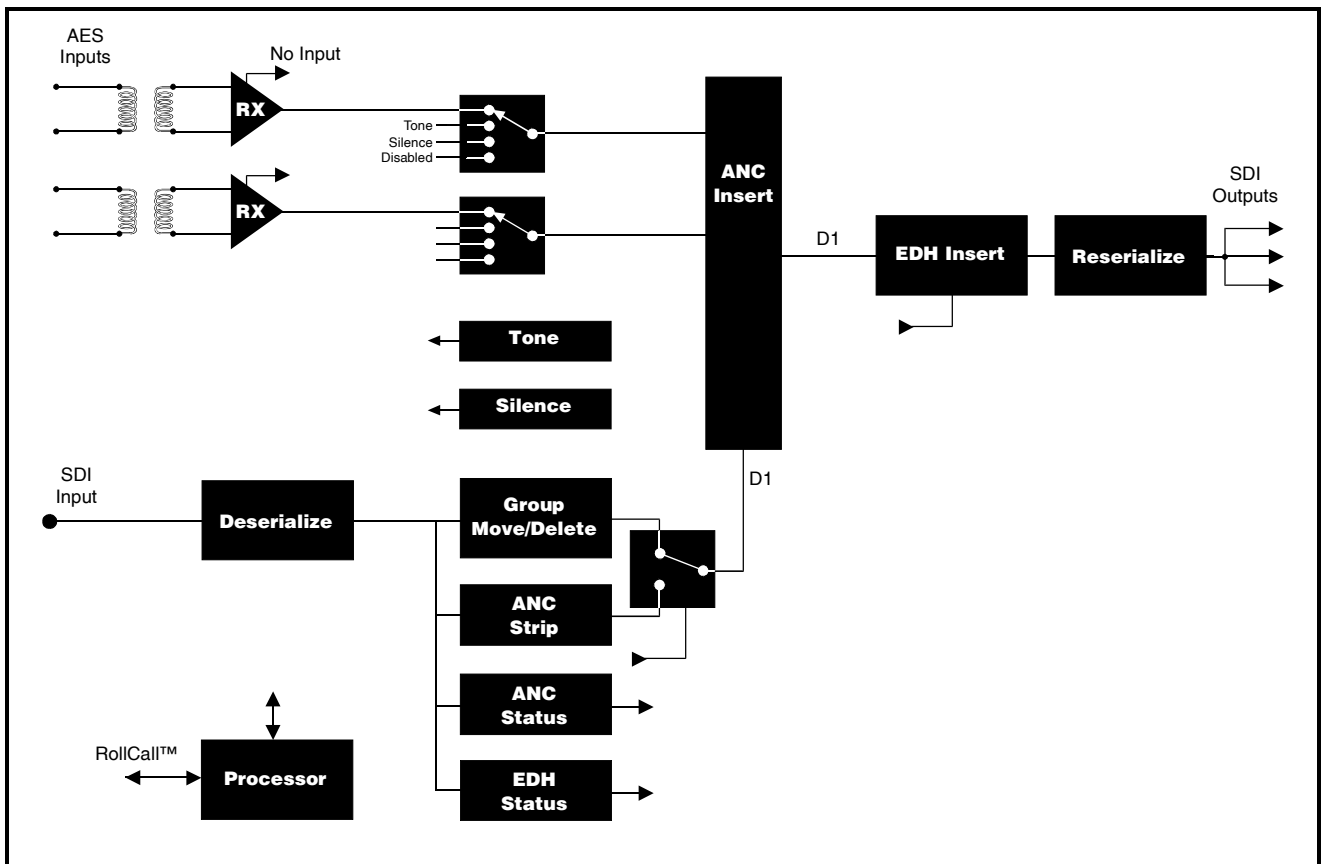 AES
Inputs
No Input
RX
Tone
Silence
Disabled
RX
ANC
Insert
D1
EDH Insert
Reserialize
SDI
Outputs
Tone
Silence
SDI
Input
Deserialize
Group
Move/Delete
D1
ANC
Strip
ANC
Status
EDH
Status
RollCall™
Processor